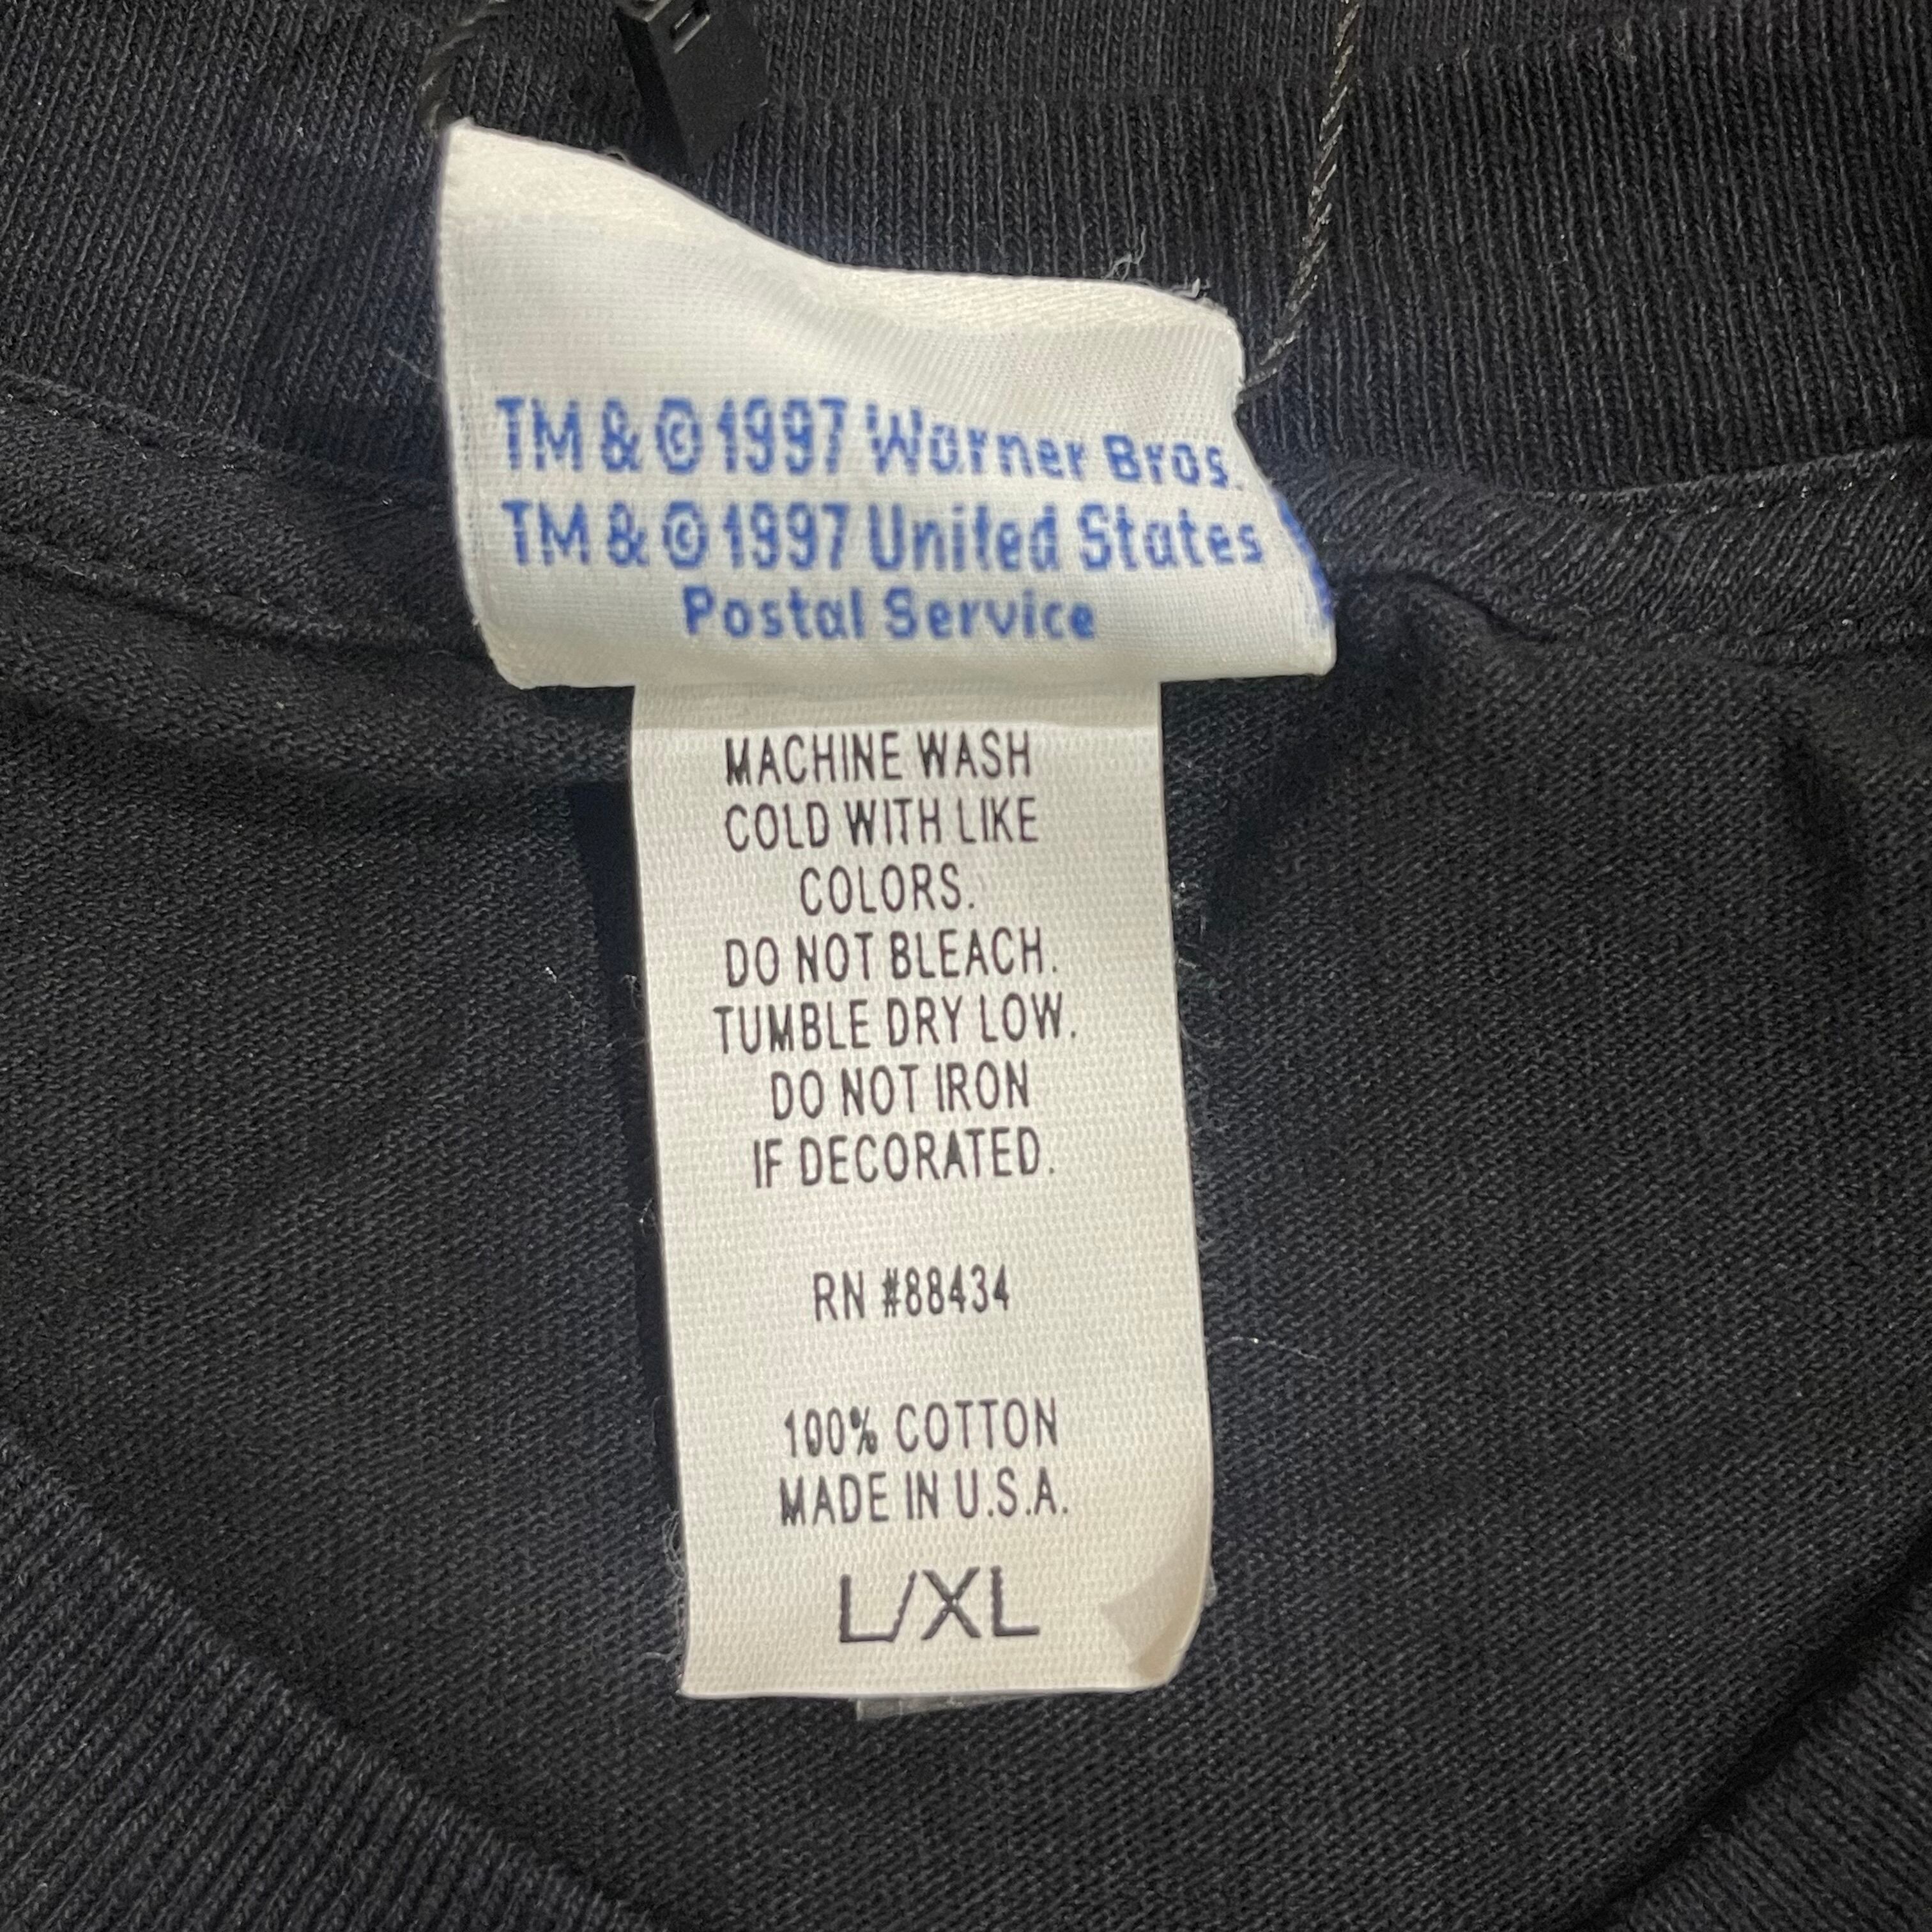 TM & © 1997 Warner Bros.
TM & © 1997 United States
Postal Service
MACHINE WASH
COLD WITH LIKE
COLORS.
DO NOT BLEACH.
TUMBLE DRY LOW.
DO NOT IRON
IF DECORATED.
RN #88434
100% COTTON
MADE IN U.S.A.
L/XL